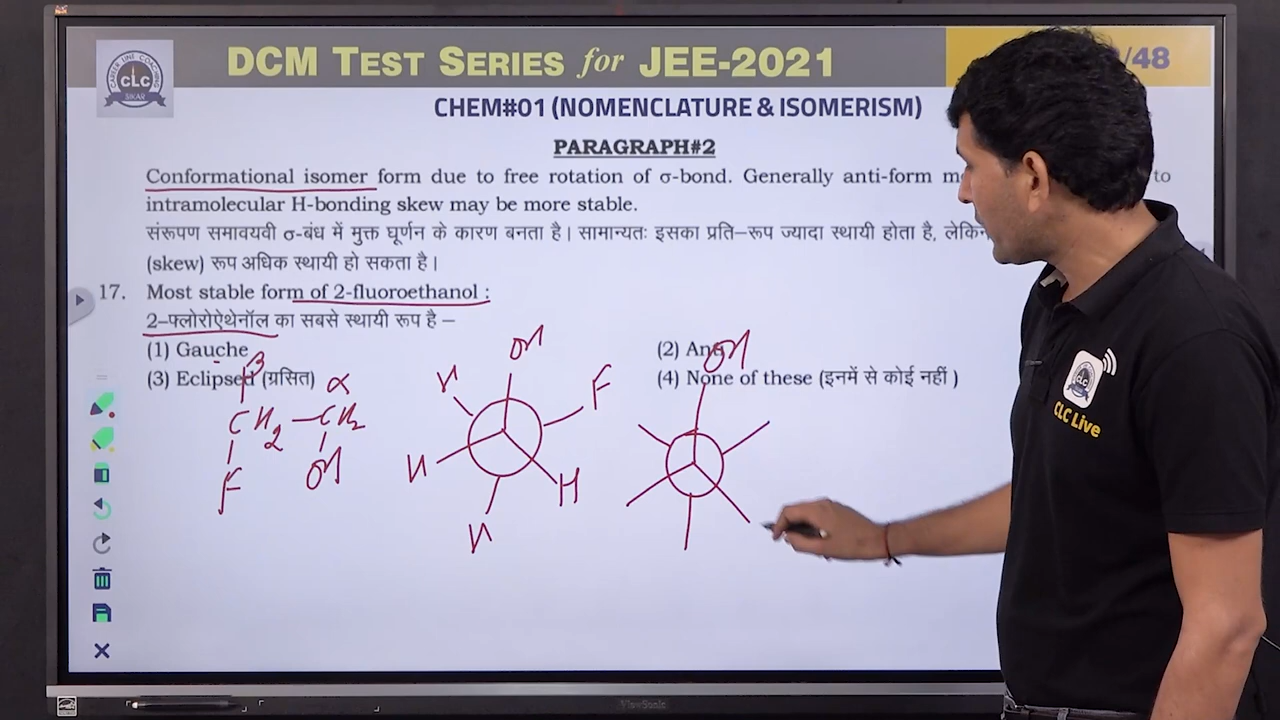 DCM TEST SERIES for JEE-2021
/48
CLC
SIKAR
CHEM#01 (NOMENCLATURE & ISOMERISM)
PARAGRAPH#2
Conformational isomer form due to free rotation of σ-bond. Generally anti-form to
intramolecular H-bonding skew may be more stable.
संरूपण समावयवी σ-बंध में मुक्त घूर्णन के कारण बनता है। सामान्यतः इसका प्रति-रूप ज्यादा स्थायी होता है,
(skew) रूप अधिक स्थायी हो सकता है।
17. Most stable form of 2-fluoroethanol :
2-फ्लोरोऐथेनॉल का सबसे स्थायी रूप है –
(1) Gauche
(2)
(3) Eclipsed (ग्रसित)
(4) None of these (इनमें से कोई नहीं )
β α
CH2 – CH2
F OH
OH
H F
H H
H
OH
CLC Live
ViewSonic